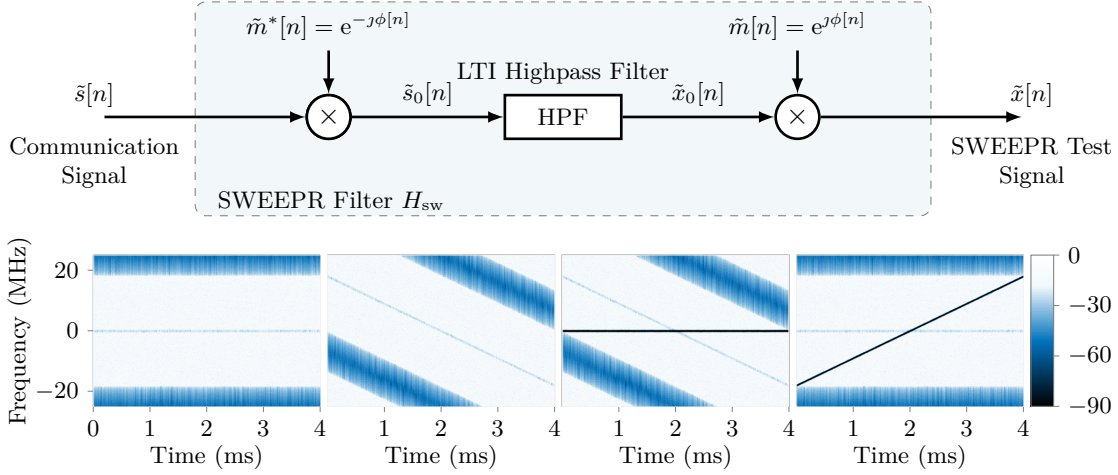 m̃*[n] = e^{−ȷϕ[n]}
m̃[n] = e^{ȷϕ[n]}
LTI Highpass Filter
s̃[n]
s̃₀[n]
x̃₀[n]
x̃[n]
×
HPF
×
Communication
Signal
SWEEPR Test
Signal
SWEEPR Filter H_sw
Frequency (MHz)
20
0
−20
0 1 2 3 4
Time (ms)
1 2 3 4
Time (ms)
1 2 3 4
Time (ms)
1 2 3 4
Time (ms)
0
−30
−60
−90